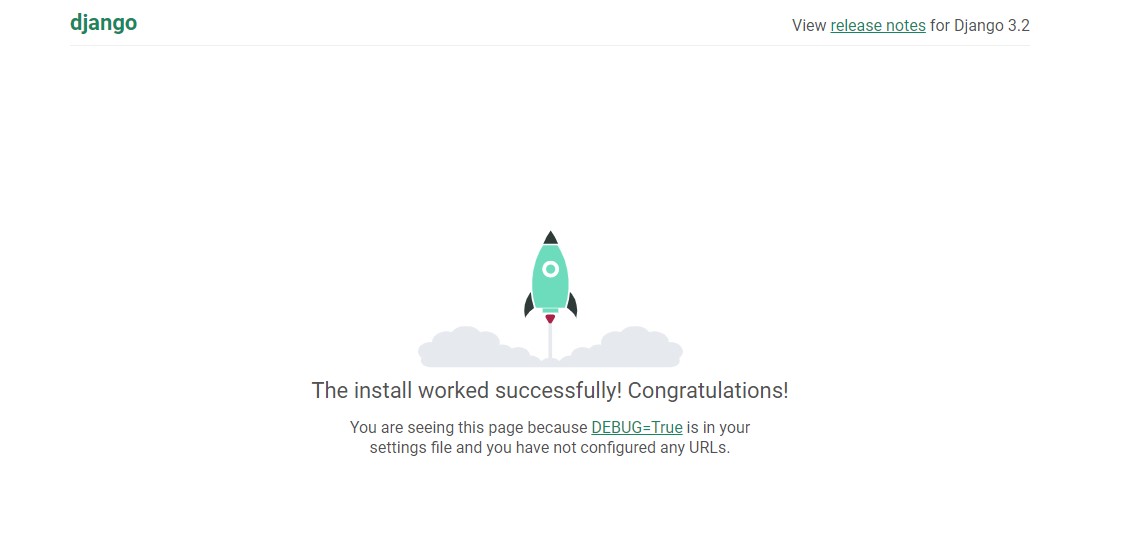 django
View release notes for Django 3.2
The install worked successfully! Congratulations!
You are seeing this page because DEBUG=True is in your
settings file and you have not configured any URLs.